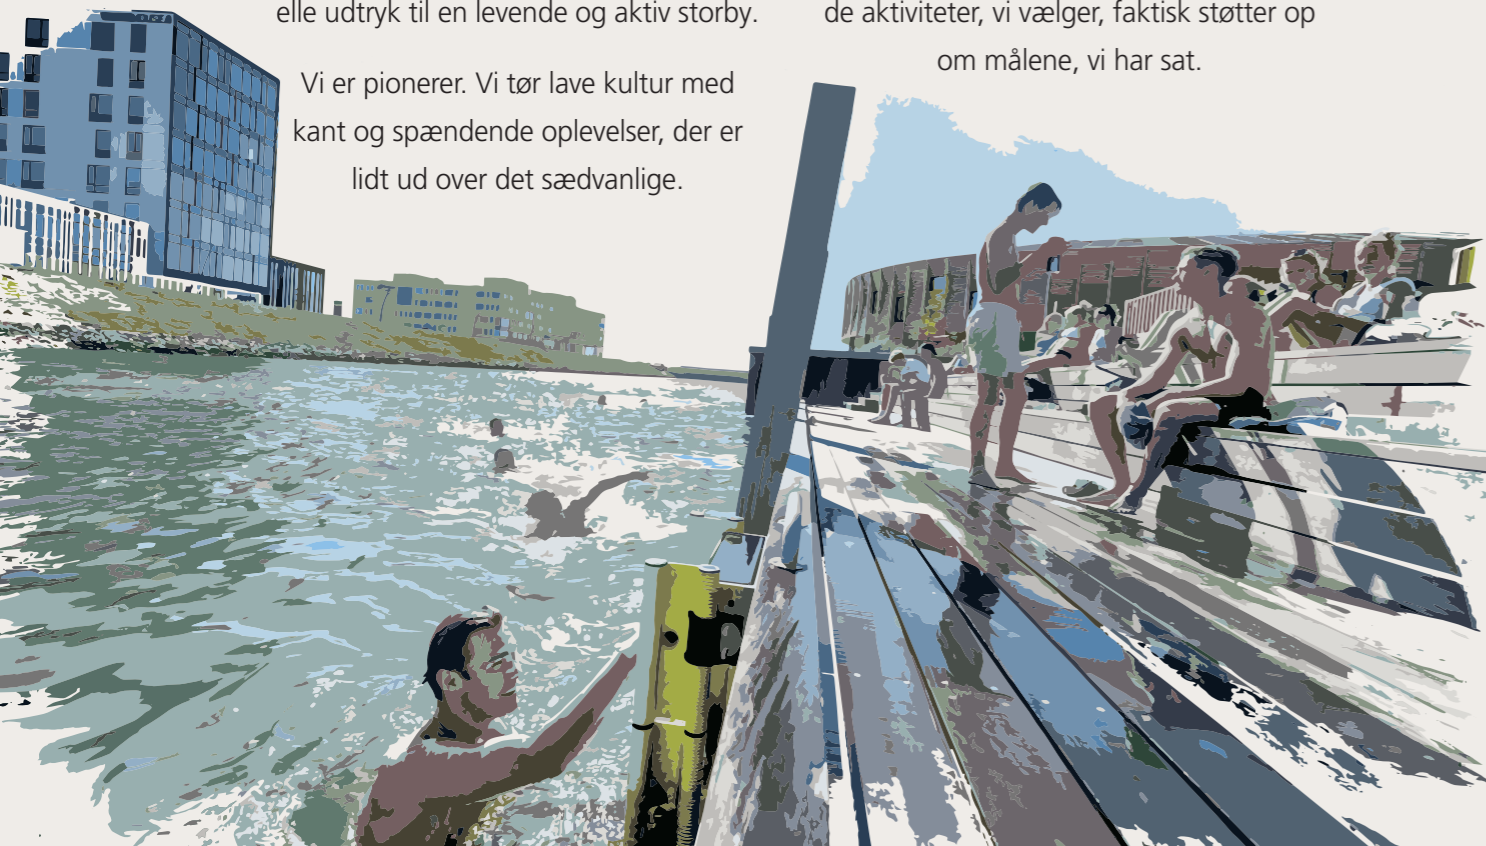 elle udtryk til en levende og aktiv storby.
Vi er pionerer. Vi tør lave kultur med
kant og spændende oplevelser, der er
lidt ud over det sædvanlige.
de aktiviteter, vi vælger, faktisk støtter op
om målene, vi har sat.